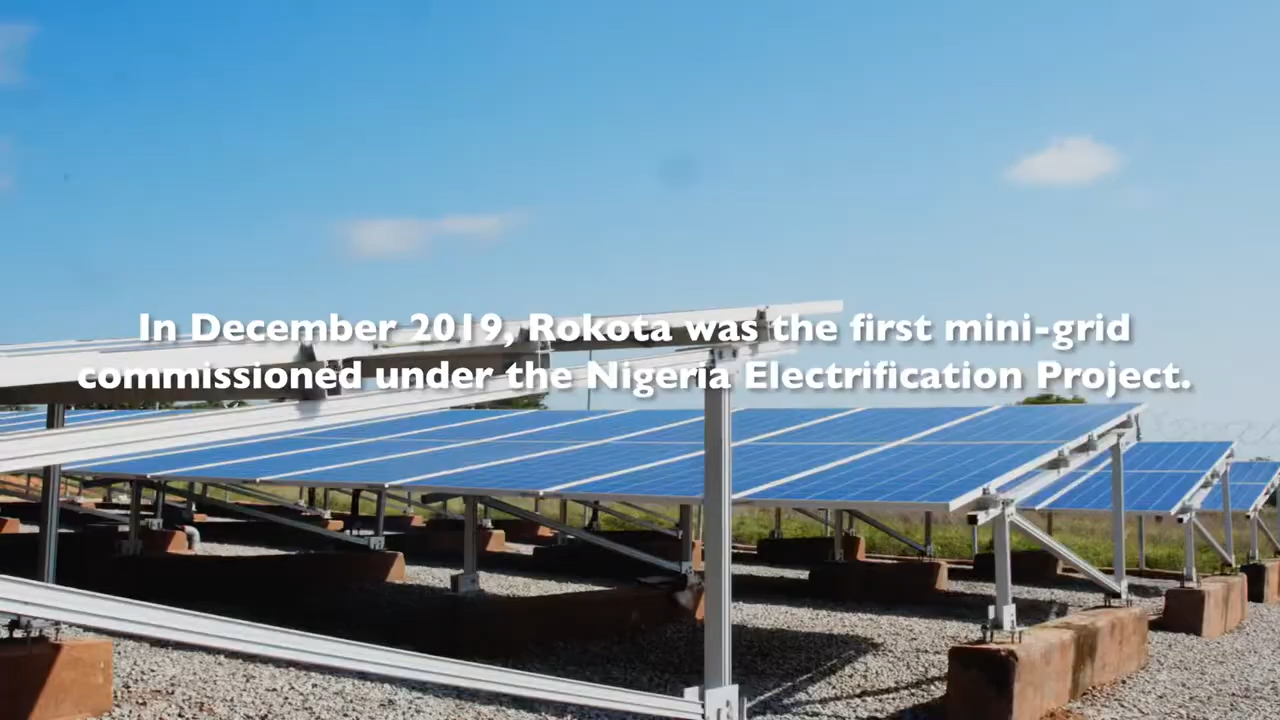 In December 2019, Rokota was the first mini-grid
commissioned under the Nigeria Electrification Project.